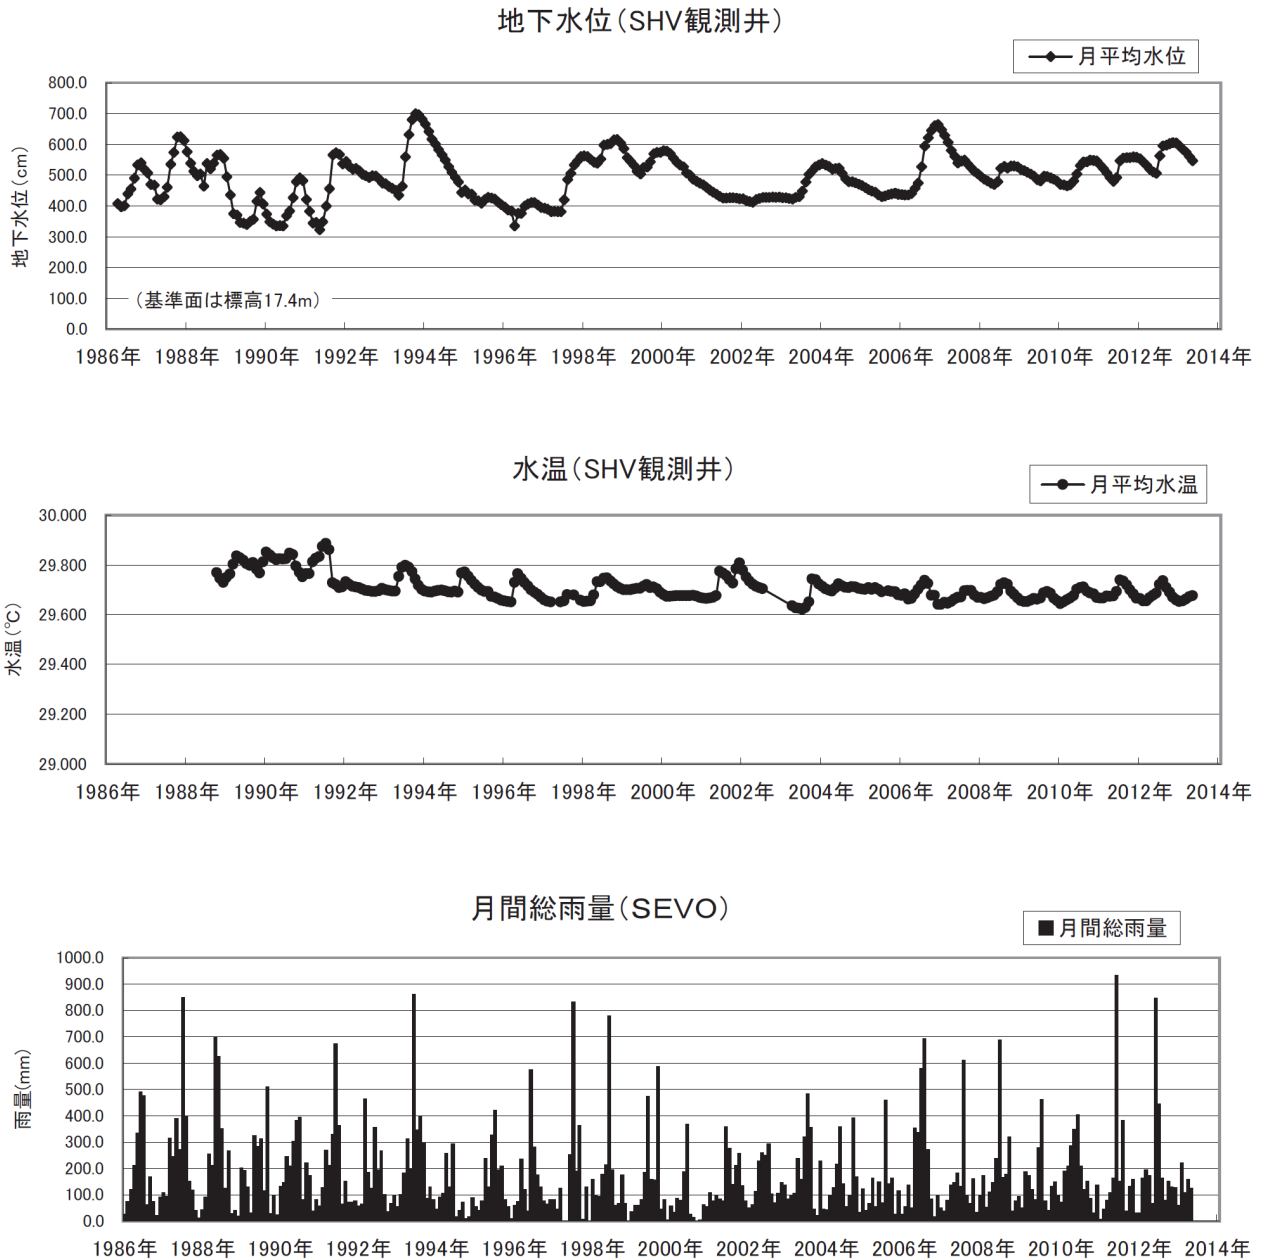 地下水位（SHV観測井）
月平均水位
地下水位（cm）
800.0
700.0
600.0
500.0
400.0
300.0
200.0
100.0
0.0
（基準面は標高17.4m）
1986年 1988年 1990年 1992年 1994年 1996年 1998年 2000年 2002年 2004年 2006年 2008年 2010年 2012年 2014年
水温（SHV観測井）
月平均水温
水温（℃）
30.000
29.800
29.600
29.400
29.200
29.000
1986年 1988年 1990年 1992年 1994年 1996年 1998年 2000年 2002年 2004年 2006年 2008年 2010年 2012年 2014年
月間総雨量（SEVO）
月間総雨量
雨量(mm)
1000.0
900.0
800.0
700.0
600.0
500.0
400.0
300.0
200.0
100.0
0.0
1986年 1988年 1990年 1992年 1994年 1996年 1998年 2000年 2002年 2004年 2006年 2008年 2010年 2012年 2014年